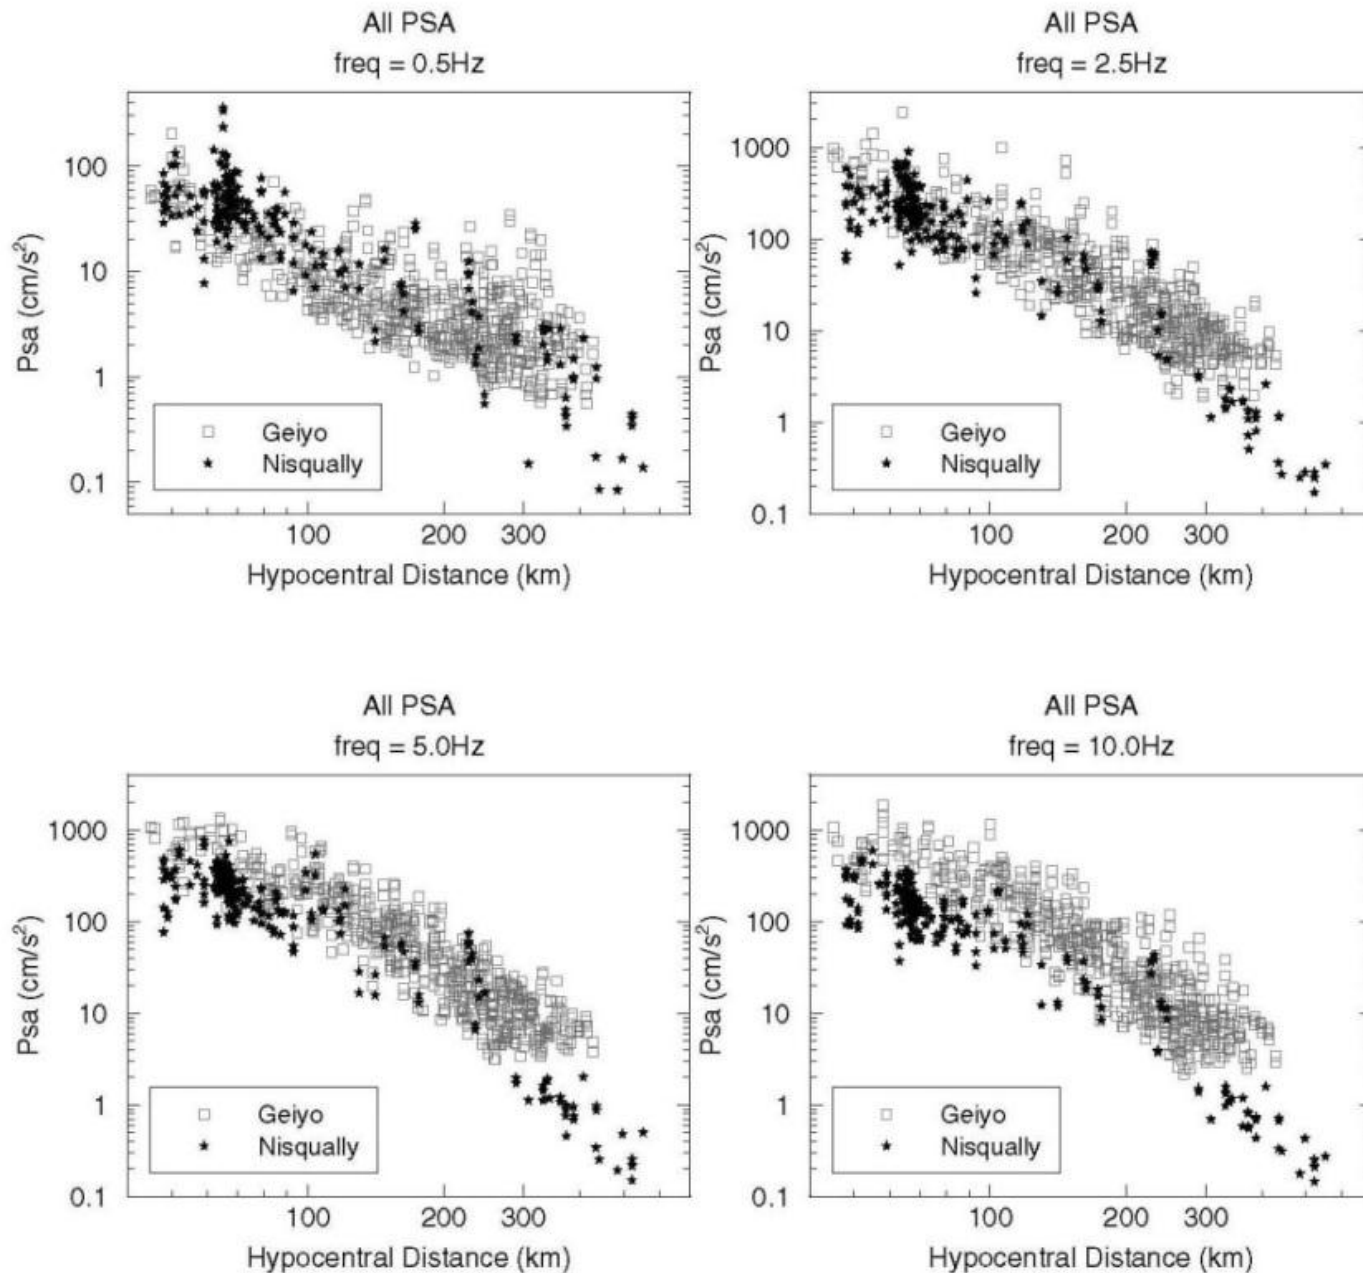 All PSA
freq = 0.5Hz
100
10
1
0.1
Psa (cm/s²)
Geiyo
Nisqually
100
200
300
Hypocentral Distance (km)
All PSA
freq = 2.5Hz
1000
100
10
1
0.1
Psa (cm/s²)
Geiyo
Nisqually
100
200
300
Hypocentral Distance (km)
All PSA
freq = 5.0Hz
1000
100
10
1
0.1
Psa (cm/s²)
Geiyo
Nisqually
100
200
300
Hypocentral Distance (km)
All PSA
freq = 10.0Hz
1000
100
10
1
0.1
Psa (cm/s²)
Geiyo
Nisqually
100
200
300
Hypocentral Distance (km)